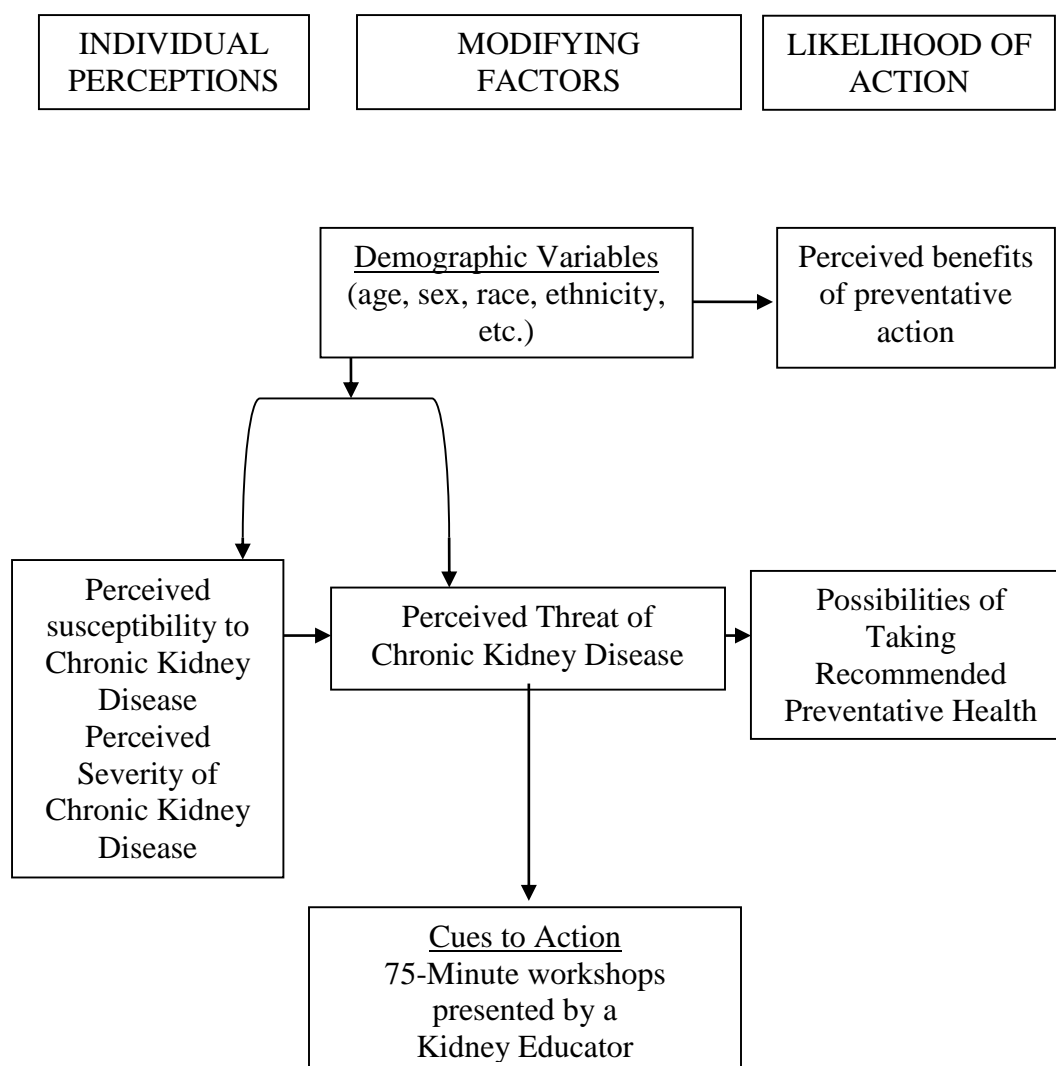 INDIVIDUAL
PERCEPTIONS
MODIFYING
FACTORS
LIKELIHOOD OF
ACTION
Demographic Variables
(age, sex, race, ethnicity,
etc.)
Perceived benefits
of preventative
action
Perceived
susceptibility to
Chronic Kidney
Disease
Perceived
Severity of
Chronic Kidney
Disease
Perceived Threat of
Chronic Kidney Disease
Possibilities of
Taking
Recommended
Preventative Health
Cues to Action
75-Minute workshops
presented by a
Kidney Educator